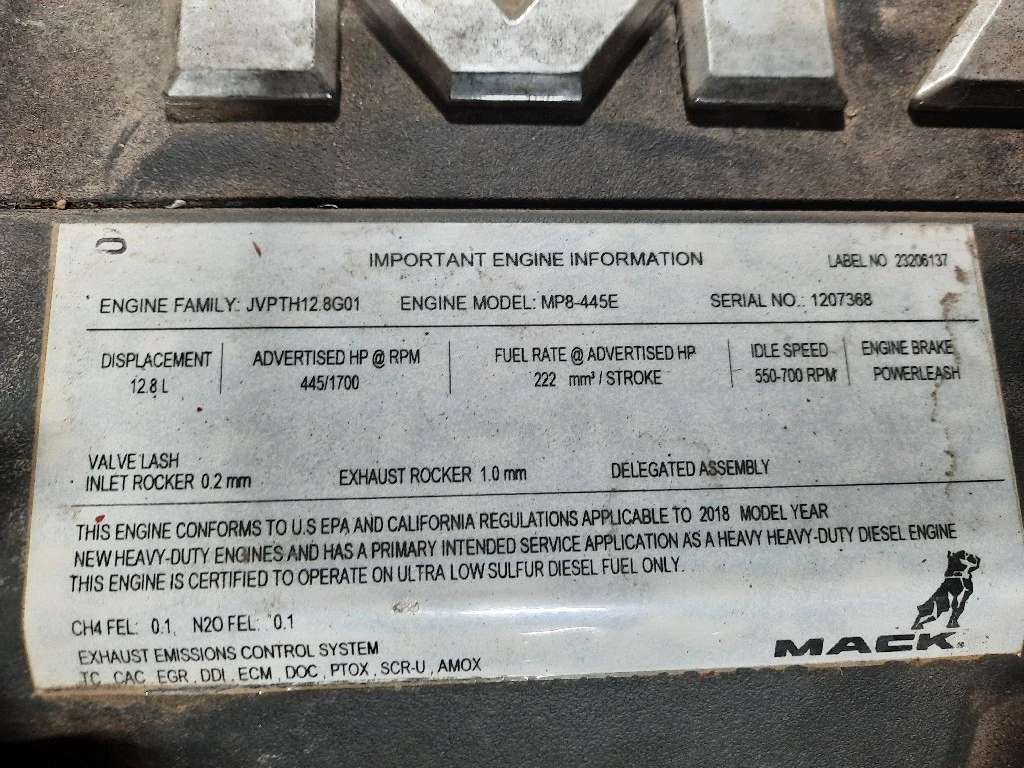 MA
IMPORTANT ENGINE INFORMATION
LABEL NO 23206137
ENGINE FAMILY: JVPTH12.8G01 ENGINE MODEL: MP8-445E SERIAL NO.: 1207368
DISPLACEMENT ADVERTISED HP @ RPM FUEL RATE @ ADVERTISED HP IDLE SPEED ENGINE BRAKE
12.8 L 445/1700 222 mm³ / STROKE 550-700 RPM POWERLEASH
VALVE LASH
INLET ROCKER 0.2 mm EXHAUST ROCKER 1.0 mm DELEGATED ASSEMBLY
THIS ENGINE CONFORMS TO U.S EPA AND CALIFORNIA REGULATIONS APPLICABLE TO 2018 MODEL YEAR
NEW HEAVY-DUTY ENGINES AND HAS A PRIMARY INTENDED SERVICE APPLICATION AS A HEAVY HEAVY-DUTY DIESEL ENGINE
THIS ENGINE IS CERTIFIED TO OPERATE ON ULTRA LOW SULFUR DIESEL FUEL ONLY.
CH4 FEL: 0.1, N2O FEL: 0.1
EXHAUST EMISSIONS CONTROL SYSTEM
TC, CAC, EGR, DDI, ECM, DOC, PTOX, SCR-U, AMOX
MACK®